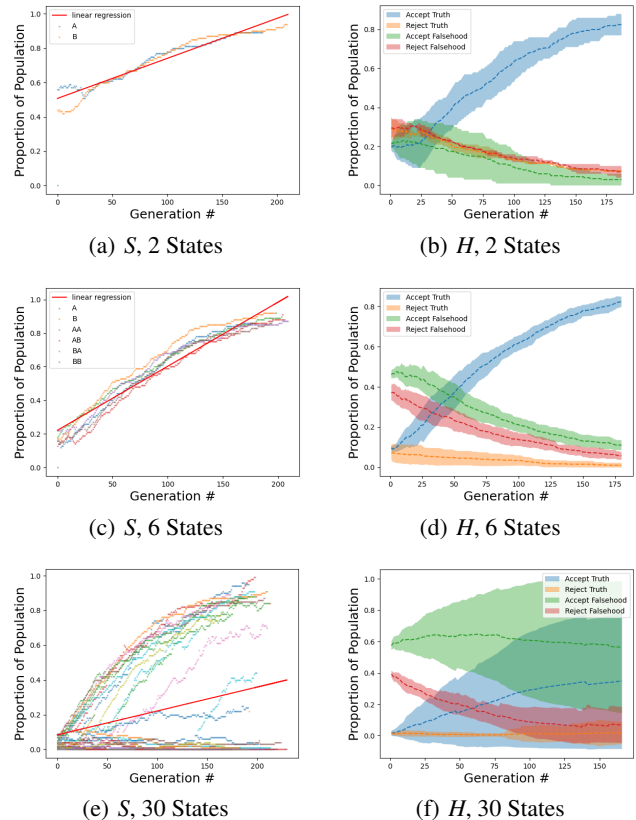 linear regression
A
B
1.0
0.8
0.6
0.4
0.2
0.0
0
50
100
150
200
Proportion of Population
Generation #
(a) S, 2 States
Accept Truth
Reject Truth
Accept Falsehood
Reject Falsehood
0.8
0.6
0.4
0.2
0.0
0
25
50
75
100
125
150
175
Proportion of Population
Generation #
(b) H, 2 States
linear regression
A
B
AA
AB
BA
BB
1.0
0.8
0.6
0.4
0.2
0.0
0
50
100
150
200
Proportion of Population
Generation #
(c) S, 6 States
Accept Truth
Reject Truth
Accept Falsehood
Reject Falsehood
0.8
0.6
0.4
0.2
0.0
0
25
50
75
100
125
150
175
Proportion of Population
Generation #
(d) H, 6 States
1.0
0.8
0.6
0.4
0.2
0.0
0
50
100
150
200
Proportion of Population
Generation #
(e) S, 30 States
Accept Truth
Reject Truth
Accept Falsehood
Reject Falsehood
1.0
0.8
0.6
0.4
0.2
0.0
0
25
50
75
100
125
150
Proportion of Population
Generation #
(f) H, 30 States